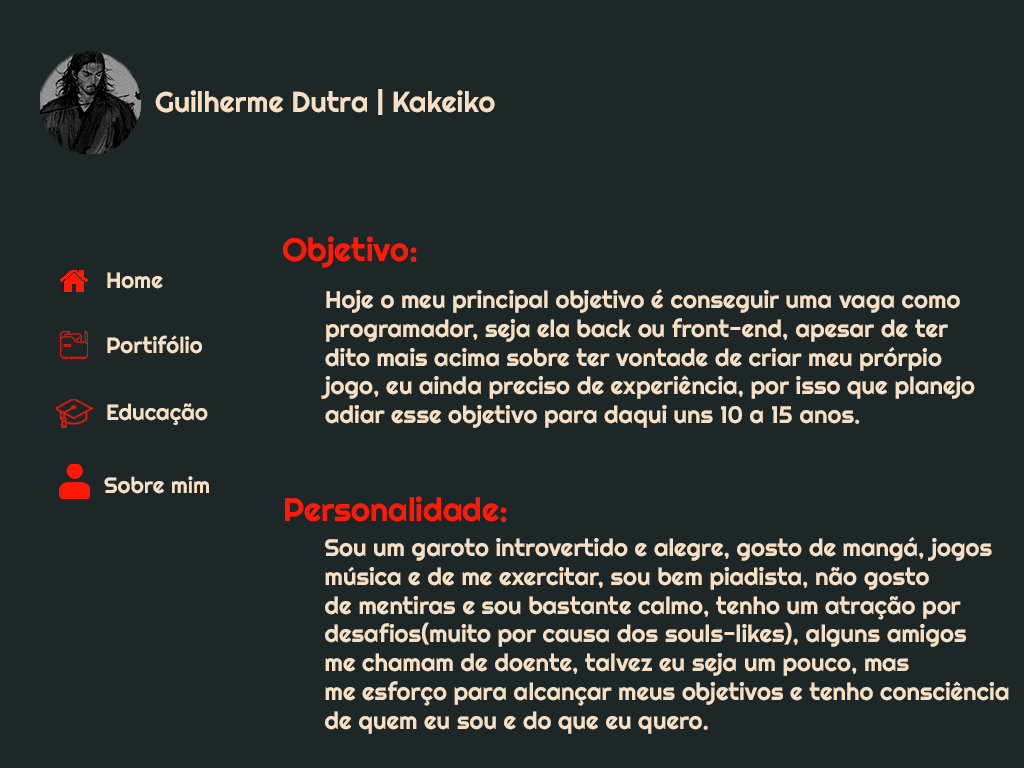 Guilherme Dutra | Kakeiko
Home
Portifólio
Educação
Sobre mim
Objetivo:
Hoje o meu principal objetivo é conseguir uma vaga como
programador, seja ela back ou front-end, apesar de ter
dito mais acima sobre ter vontade de criar meu prórpio
jogo, eu ainda preciso de experiência, por isso que planejo
adiar esse objetivo para daqui uns 10 a 15 anos.
Personalidade:
Sou um garoto introvertido e alegre, gosto de mangá, jogos
música e de me exercitar, sou bem piadista, não gosto
de mentiras e sou bastante calmo, tenho um atração por
desafios(muito por causa dos souls-likes), alguns amigos
me chamam de doente, talvez eu seja um pouco, mas
me esforço para alcançar meus objetivos e tenho consciência
de quem eu sou e do que eu quero.